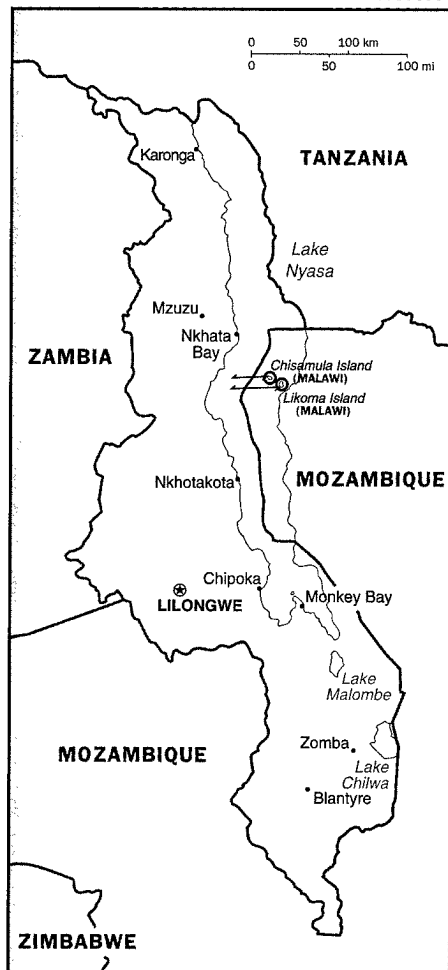 0 50 100 km
0 50 100 mi
Karonga
TANZANIA
Lake
Nyasa
Mzuzu
Nkhata
Bay
ZAMBIA
Chisamula Island
(MALAWI)
Likoma Island
(MALAWI)
MOZAMBIQUE
Nkhotakota
Chipoka
LILONGWE
Monkey Bay
Lake
Malombe
MOZAMBIQUE
Zomba
Lake
Chilwa
Blantyre
ZIMBABWE